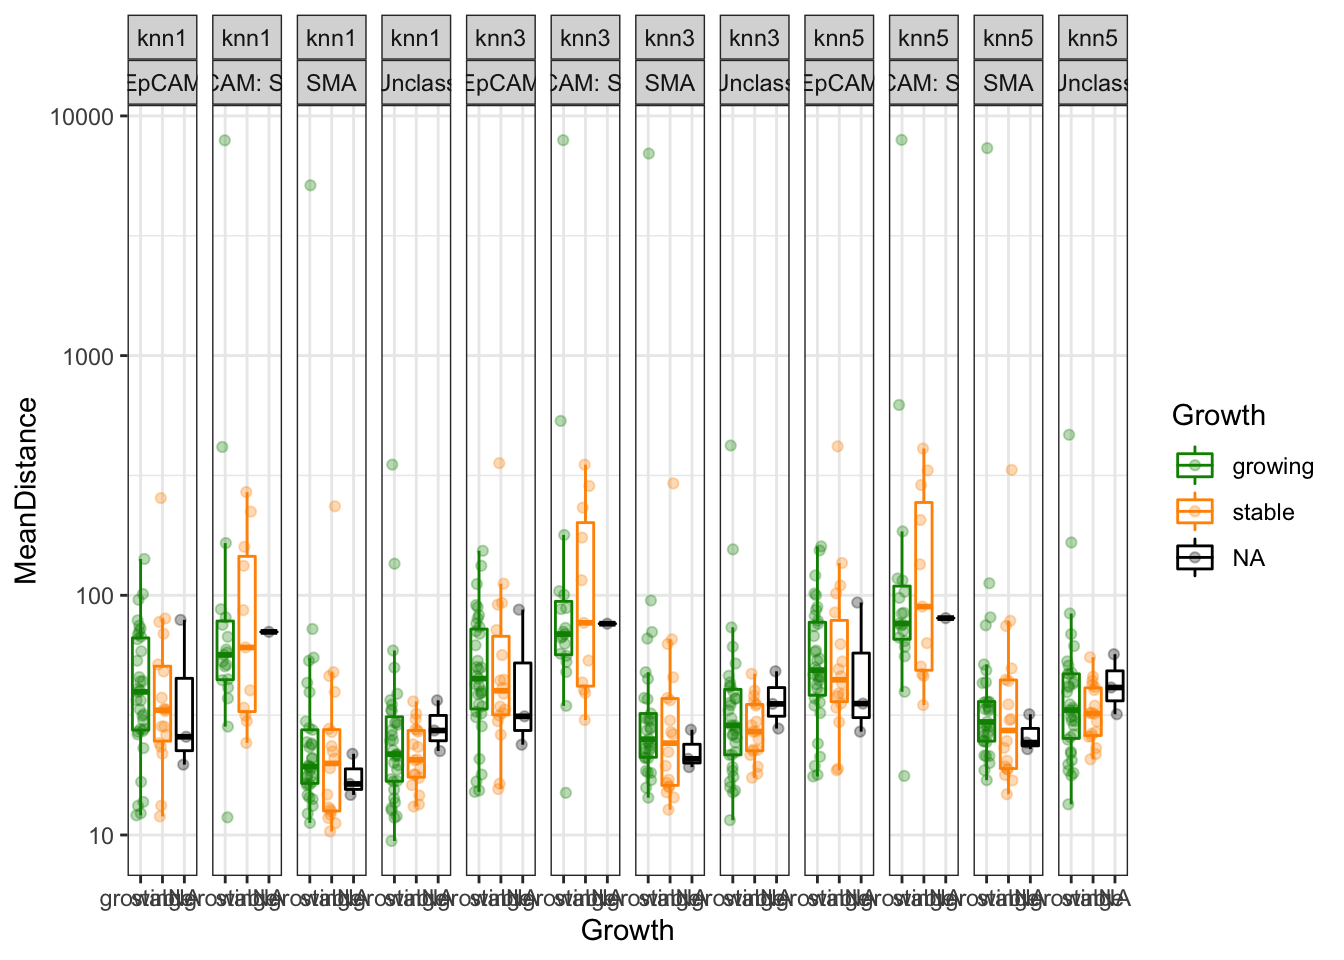 knn1 knn1 knn1 knn1 knn3 knn3 knn3 knn3 knn5 knn5 knn5 knn5
EpCAM CAM: S SMA Unclass EpCAM CAM: S SMA Unclass EpCAM CAM: S SMA Unclass
10000
1000
100
10
MeanDistance
Growth
Growth
growing
stable
NA